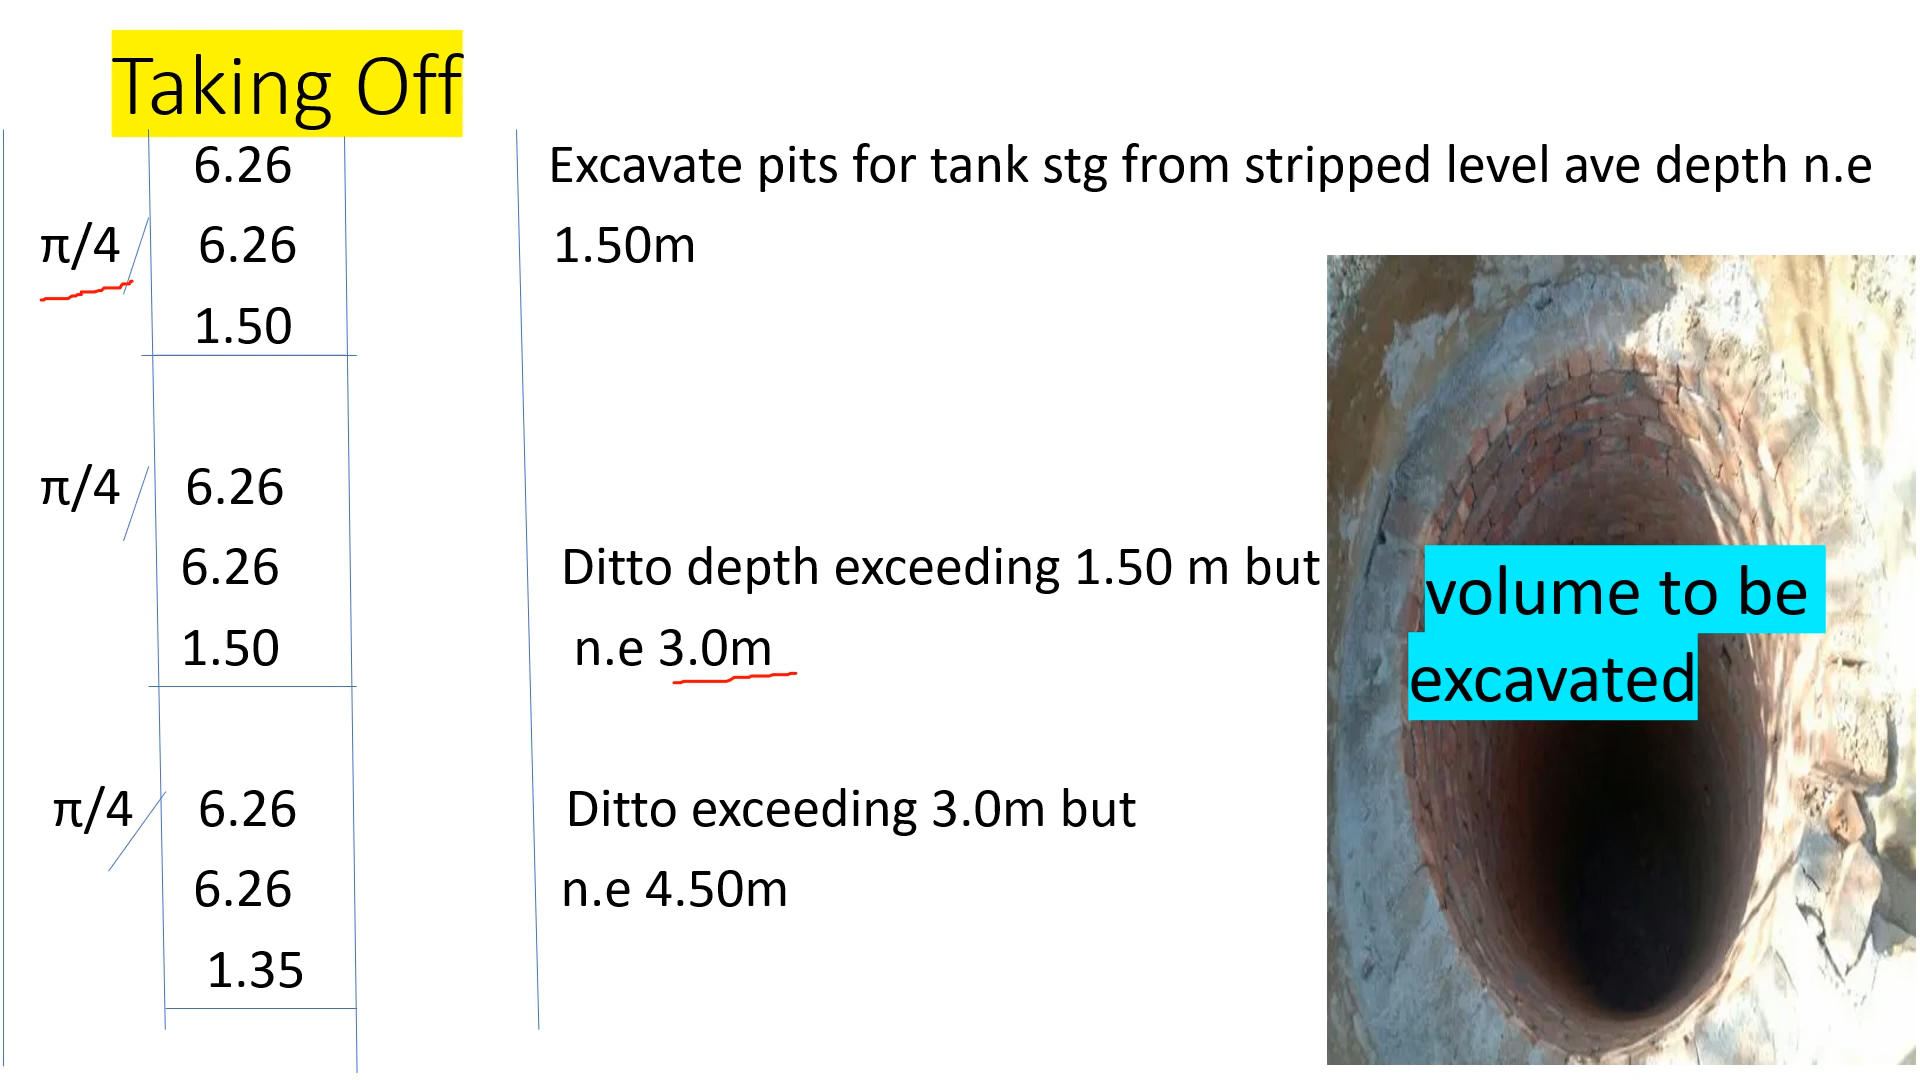 Taking Off
6.26 Excavate pits for tank stg from stripped level ave depth n.e
π/4 6.26 1.50m
1.50
π/4 6.26
6.26 Ditto depth exceeding 1.50 m but
1.50 n.e 3.0m
volume to be
excavated
π/4 6.26 Ditto exceeding 3.0m but
6.26 n.e 4.50m
1.35